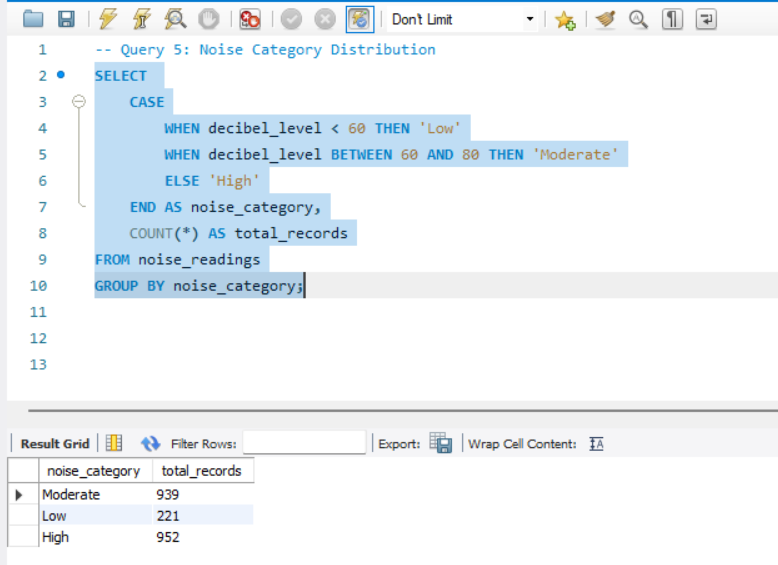 Don't Limit
1 -- Query 5: Noise Category Distribution
2 SELECT
3 CASE
4 WHEN decibel_level < 60 THEN 'Low'
5 WHEN decibel_level BETWEEN 60 AND 80 THEN 'Moderate'
6 ELSE 'High'
7 END AS noise_category,
8 COUNT(*) AS total_records
9 FROM noise_readings
10 GROUP BY noise_category;
11
12
13
Result Grid Filter Rows: Export: Wrap Cell Content: IA
noise_category total_records
Moderate 939
Low 221
High 952